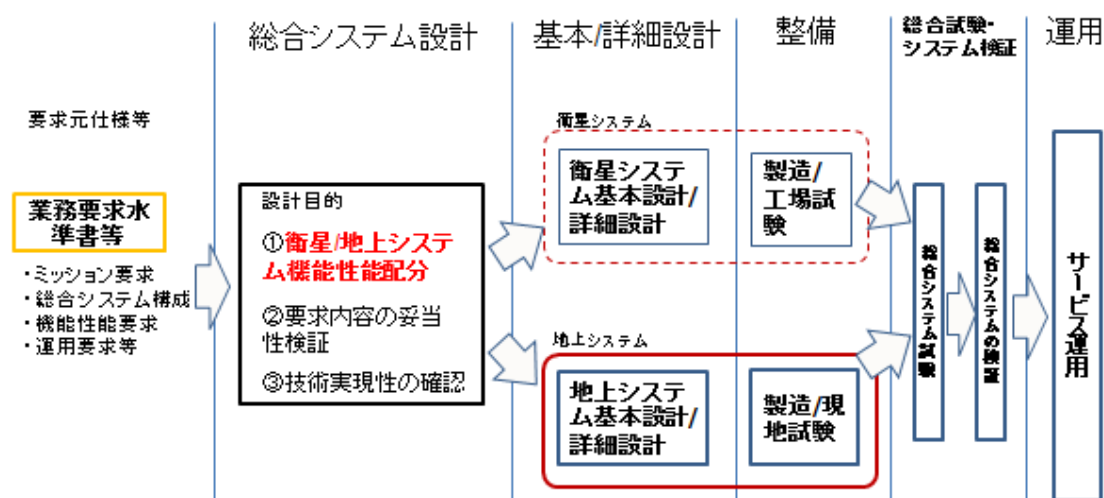 総合システム設計
基本/詳細設計
整備
総合試験・
システム検証
運用
要求元仕様等
業務要求水
準書等
・ミッション要求
・総合システム構成
・機能性能要求
・運用要求等
設計目的
①衛星/地上システ
ム機能性能配分
②要求内容の妥当
性検証
③技術実現性の確認
衛星システム
衛星システ
ム基本設計/
詳細設計
製造/
工場試
験
地上システム
地上システ
ム基本設計/
詳細設計
製造/現
地試験
総合システム試験
総合システムの検証
サービス運用